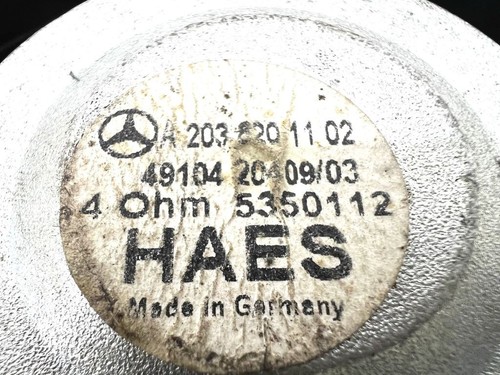 A 203 820 11 02
49104 20409/03
4 Ohm 5350112
HAES
Made in Germany